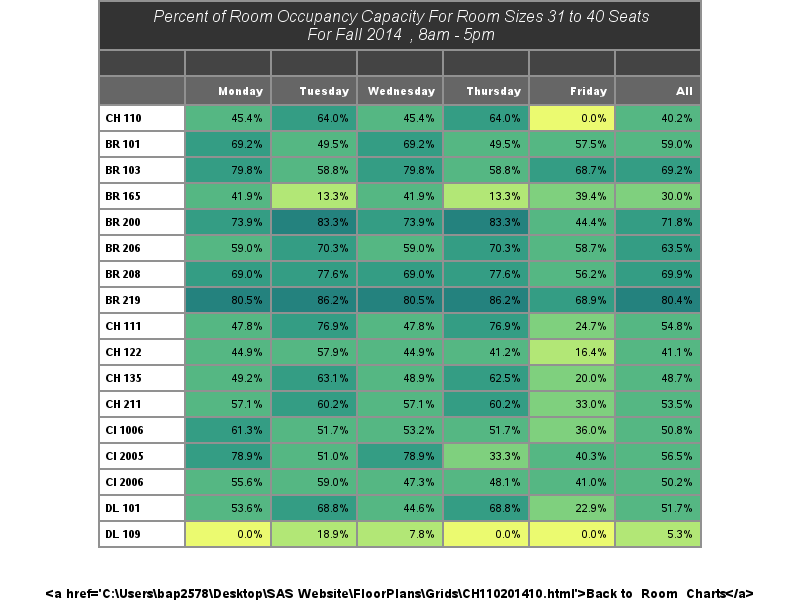 Percent of Room Occupancy Capacity For Room Sizes 31 to 40 Seats
For Fall 2014 , 8am - 5pm
Monday Tuesday Wednesday Thursday Friday All
CH 110 45.4% 64.0% 45.4% 64.0% 0.0% 40.2%
BR 101 69.2% 49.5% 69.2% 49.5% 57.5% 59.0%
BR 103 79.8% 58.8% 79.8% 58.8% 68.7% 69.2%
BR 165 41.9% 13.3% 41.9% 13.3% 39.4% 30.0%
BR 200 73.9% 83.3% 73.9% 83.3% 44.4% 71.8%
BR 206 59.0% 70.3% 59.0% 70.3% 58.7% 63.5%
BR 208 69.0% 77.6% 69.0% 77.6% 56.2% 69.9%
BR 219 80.5% 86.2% 80.5% 86.2% 68.9% 80.4%
CH 111 47.8% 76.9% 47.8% 76.9% 24.7% 54.8%
CH 122 44.9% 57.9% 44.9% 41.2% 16.4% 41.1%
CH 135 49.2% 63.1% 48.9% 62.5% 20.0% 48.7%
CH 211 57.1% 60.2% 57.1% 60.2% 33.0% 53.5%
CI 1006 61.3% 51.7% 53.2% 51.7% 36.0% 50.8%
CI 2005 78.9% 51.0% 78.9% 33.3% 40.3% 56.5%
CI 2006 55.6% 59.0% 47.3% 48.1% 41.0% 50.2%
DL 101 53.6% 68.8% 44.6% 68.8% 22.9% 51.7%
DL 109 0.0% 18.9% 7.8% 0.0% 0.0% 5.3%
<a href='C:\Users\bap2578\Desktop\SAS Website\FloorPlans\Grids\CH110201410.html'>Back to Room Charts</a>